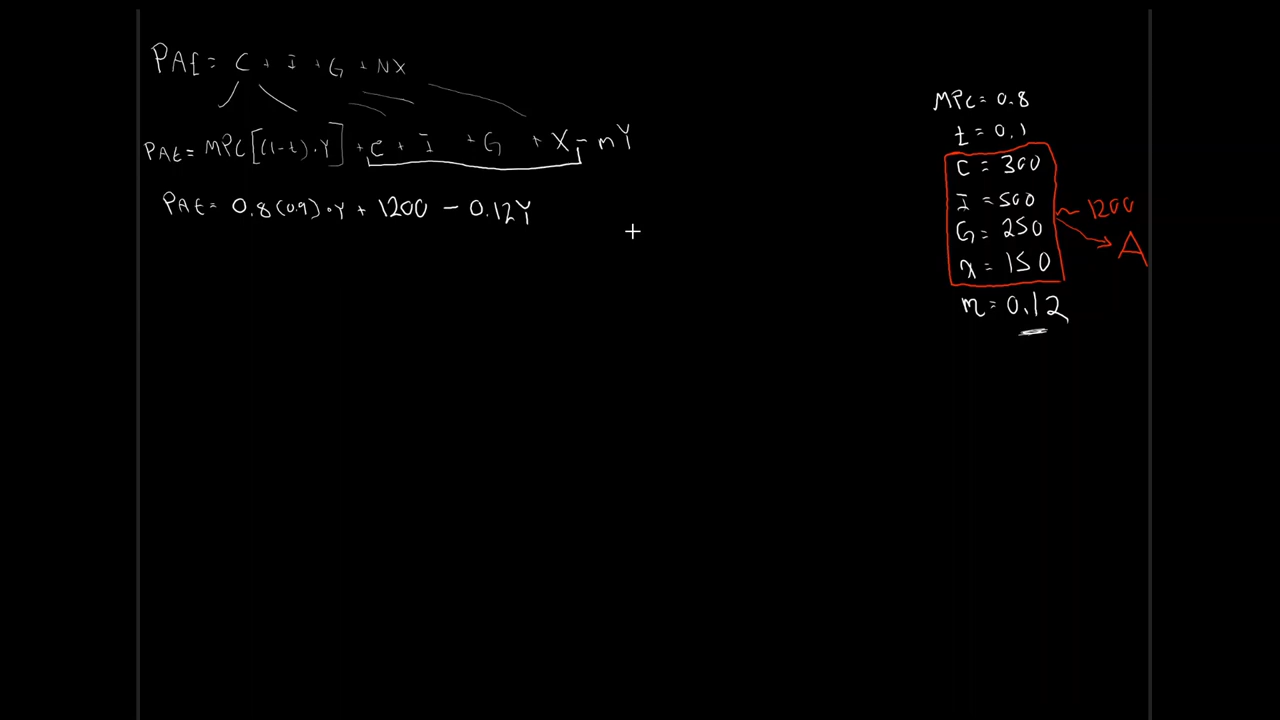 PAE = C + I + G + NX
PAE = MPC[(1-t)·Y] + C + I + G + X - mY
PAE = 0.8(0.9)·Y + 1200 - 0.12Y
MPC = 0.8
t = 0.1
C = 300
I = 500
G = 250
x = 150
m = 0.12
1200
A